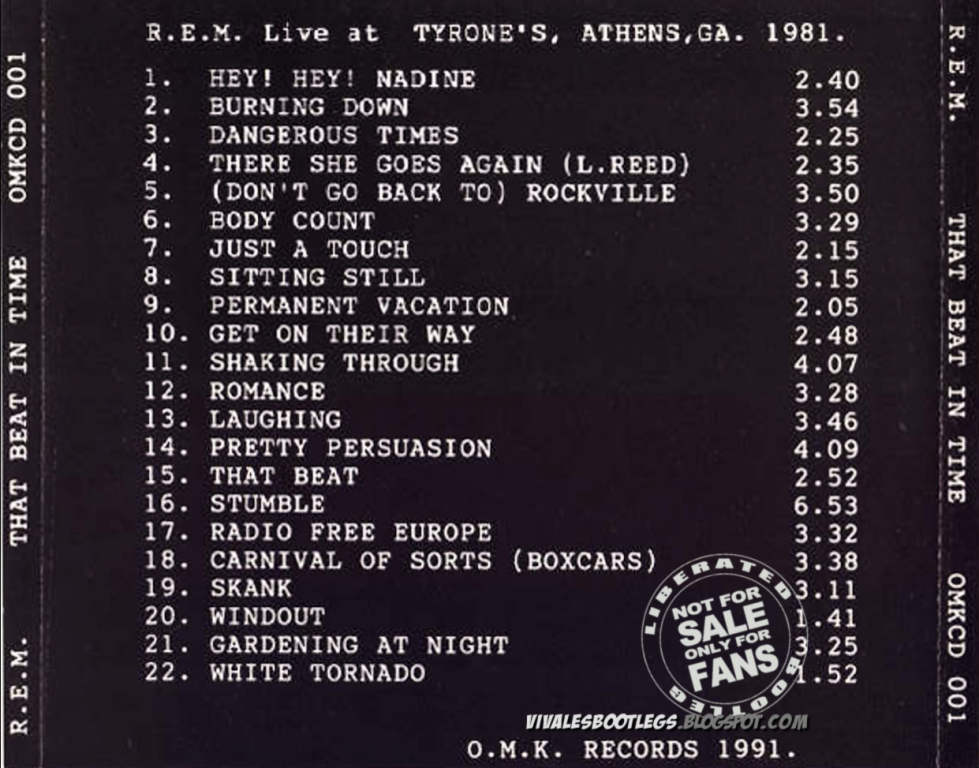 R.E.M. Live at TYRONE'S, ATHENS,GA. 1981.
1. HEY! HEY! NADINE 2.40
2. BURNING DOWN 3.54
3. DANGEROUS TIMES 2.25
4. THERE SHE GOES AGAIN (L.REED) 2.35
5. (DON'T GO BACK TO) ROCKVILLE 3.50
6. BODY COUNT 3.29
7. JUST A TOUCH 2.15
8. SITTING STILL 3.15
9. PERMANENT VACATION 2.05
10. GET ON THEIR WAY 2.48
11. SHAKING THROUGH 4.07
12. ROMANCE 3.28
13. LAUGHING 3.46
14. PRETTY PERSUASION 4.09
15. THAT BEAT 2.52
16. STUMBLE 6.53
17. RADIO FREE EUROPE 3.32
18. CARNIVAL OF SORTS (BOXCARS) 3.38
19. SKANK 3.11
20. WINDOUT 1.41
21. GARDENING AT NIGHT 3.25
22. WHITE TORNADO 1.52
O.M.K. RECORDS 1991.
R.E.M. THAT BEAT IN TIME OMKCD 001
R.E.M. THAT BEAT IN TIME OMKCD 001
LIBERATED BOOTLEG
NOT FOR
SALE
ONLY FOR
FANS
VIVALESBOOTLEGS.BLOGSPOT.COM